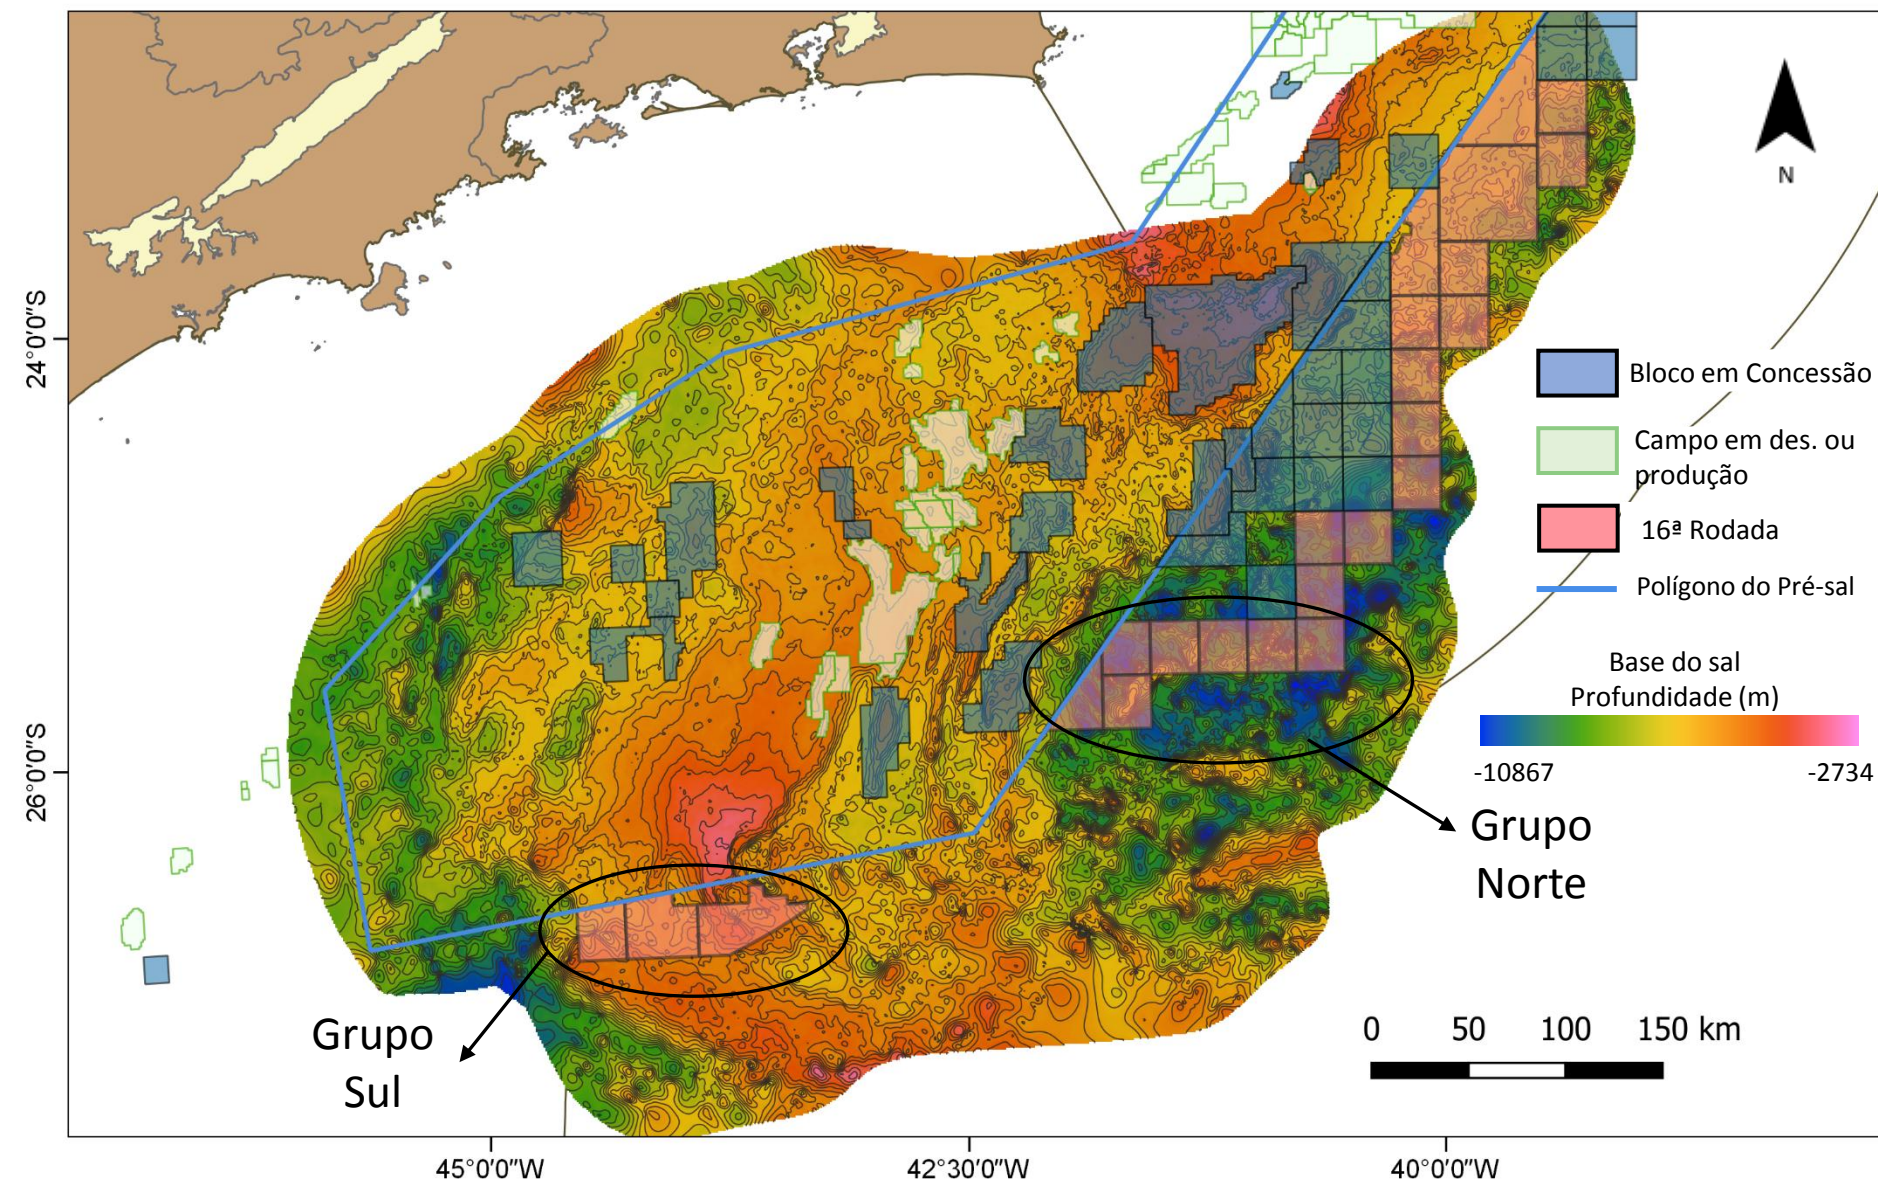 N
24°0'0"S
26°0'0"S
Bloco em Concessão
Campo em des. ou
produção
16ª Rodada
Polígono do Pré-sal
Base do sal
Profundidade (m)
-10867
-2734
Grupo
Norte
Grupo
Sul
0 50 100 150 km
45°0'0"W
42°30'0"W
40°0'0"W